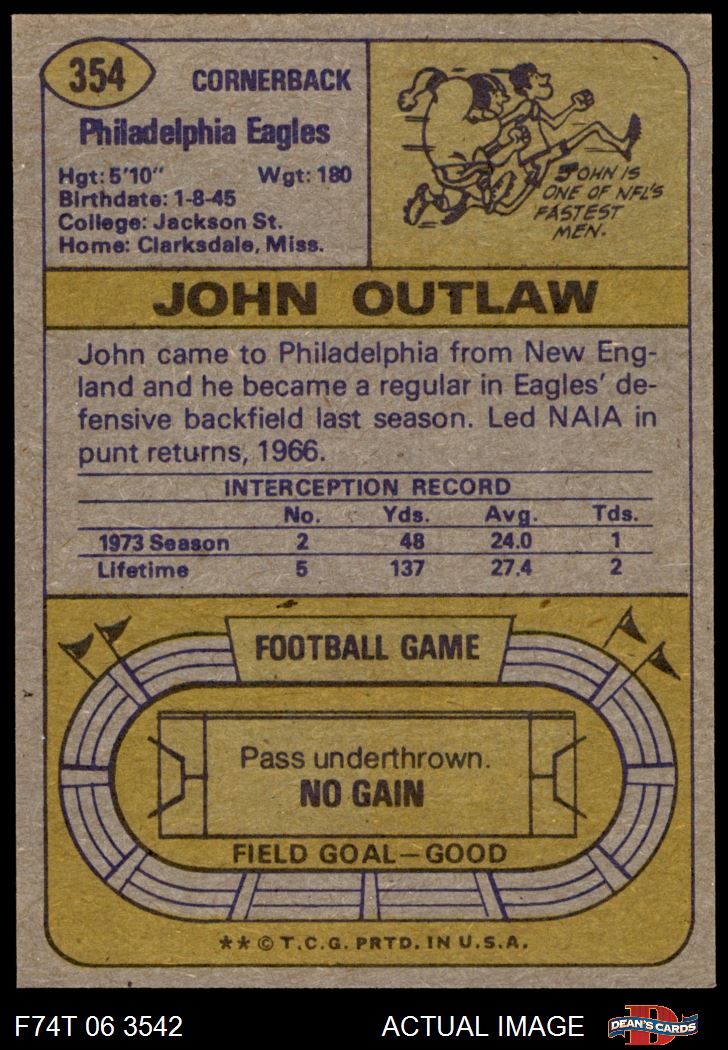 354
CORNERBACK
Philadelphia Eagles
Hgt: 5'10" Wgt: 180
Birthdate: 1-8-45
College: Jackson St.
Home: Clarksdale, Miss.
JOHN IS
ONE OF NFL'S
FASTEST
MEN.
JOHN OUTLAW
John came to Philadelphia from New Eng-
land and he became a regular in Eagles' de-
fensive backfield last season. Led NAIA in
punt returns, 1966.
INTERCEPTION RECORD
No. Yds. Avg. Tds.
1973 Season 2 48 24.0 1
Lifetime 5 137 27.4 2
FOOTBALL GAME
Pass underthrown.
NO GAIN
FIELD GOAL—GOOD
** © T.C.G. PRTD. IN U.S.A.
F74T 06 3542 ACTUAL IMAGE
D
DEAN'S CARDS